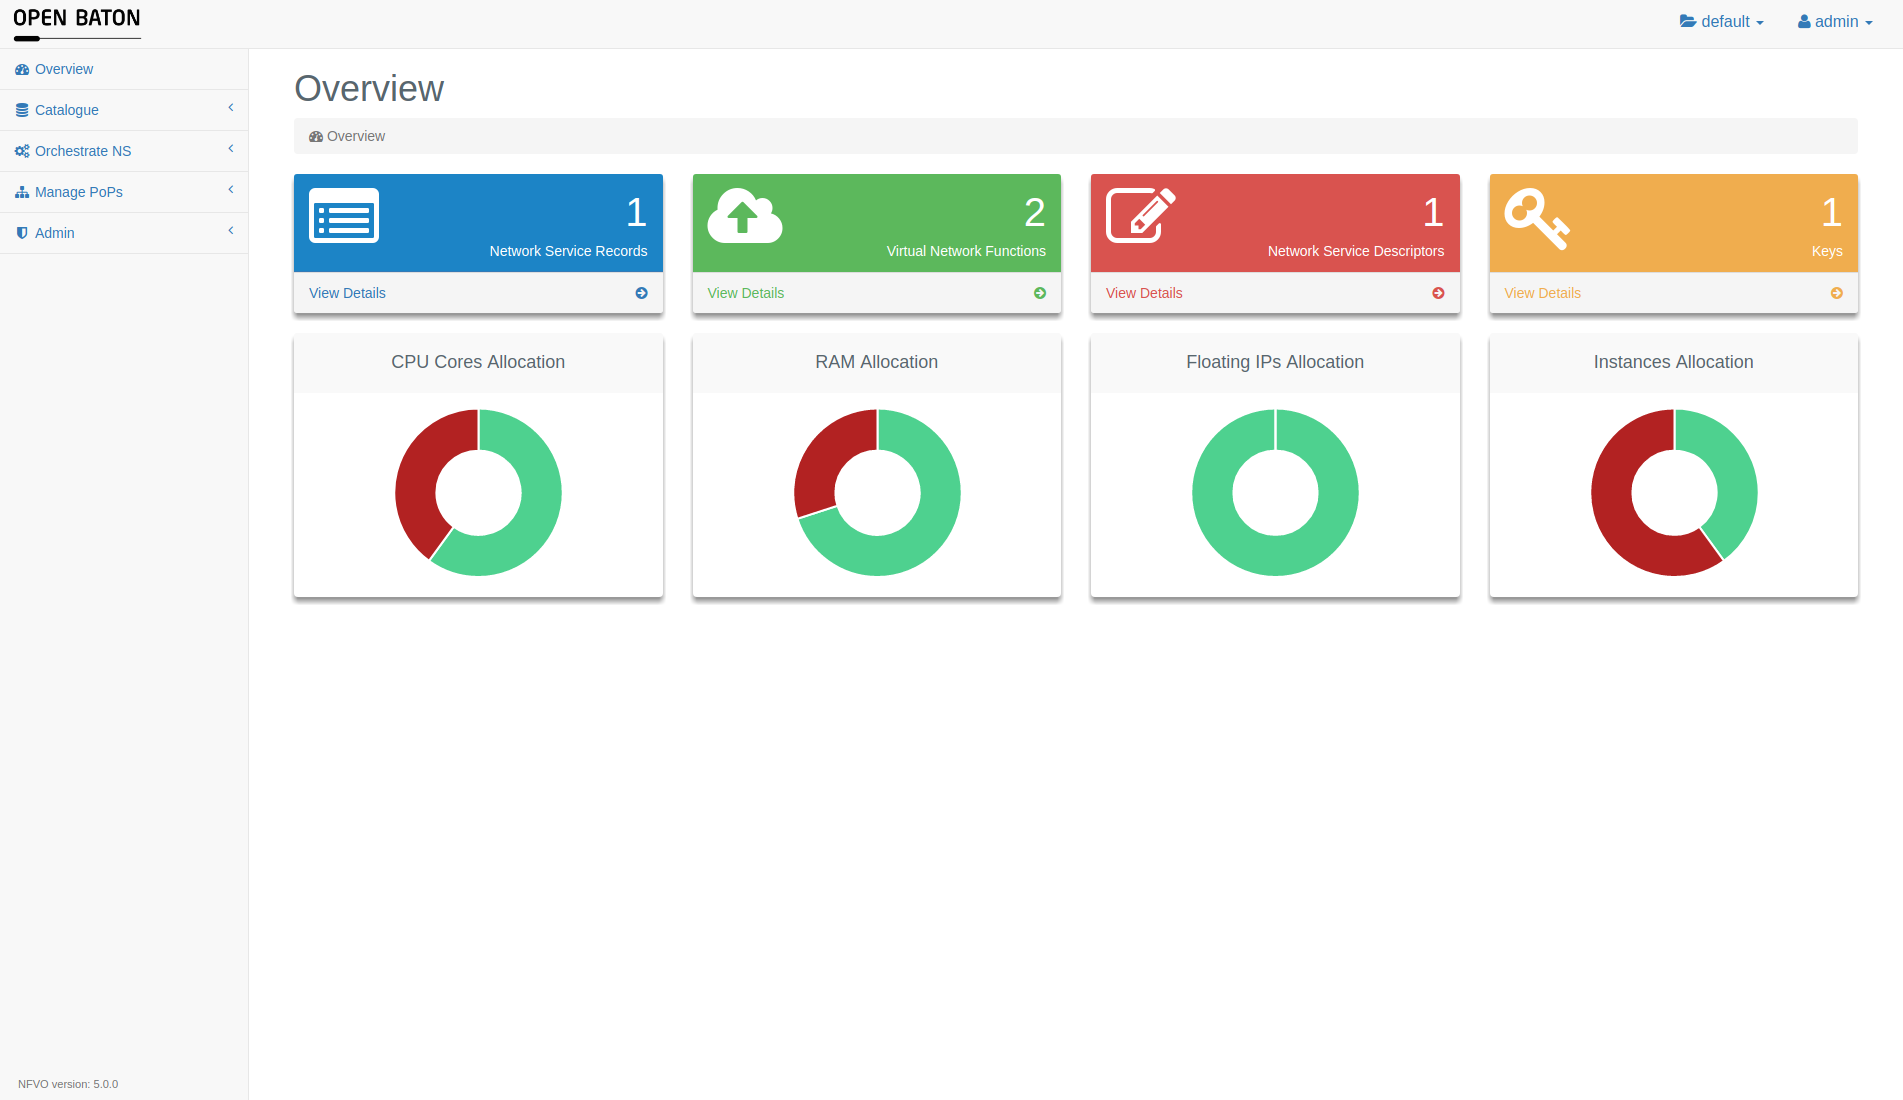 OPEN BATON
default
admin
Overview
Catalogue
Orchestrate NS
Manage PoPs
Admin
Overview
Overview
1
Network Service Records
View Details
2
Virtual Network Functions
View Details
1
Network Service Descriptors
View Details
1
Keys
View Details
CPU Cores Allocation
RAM Allocation
Floating IPs Allocation
Instances Allocation
NFVO version: 5.0.0